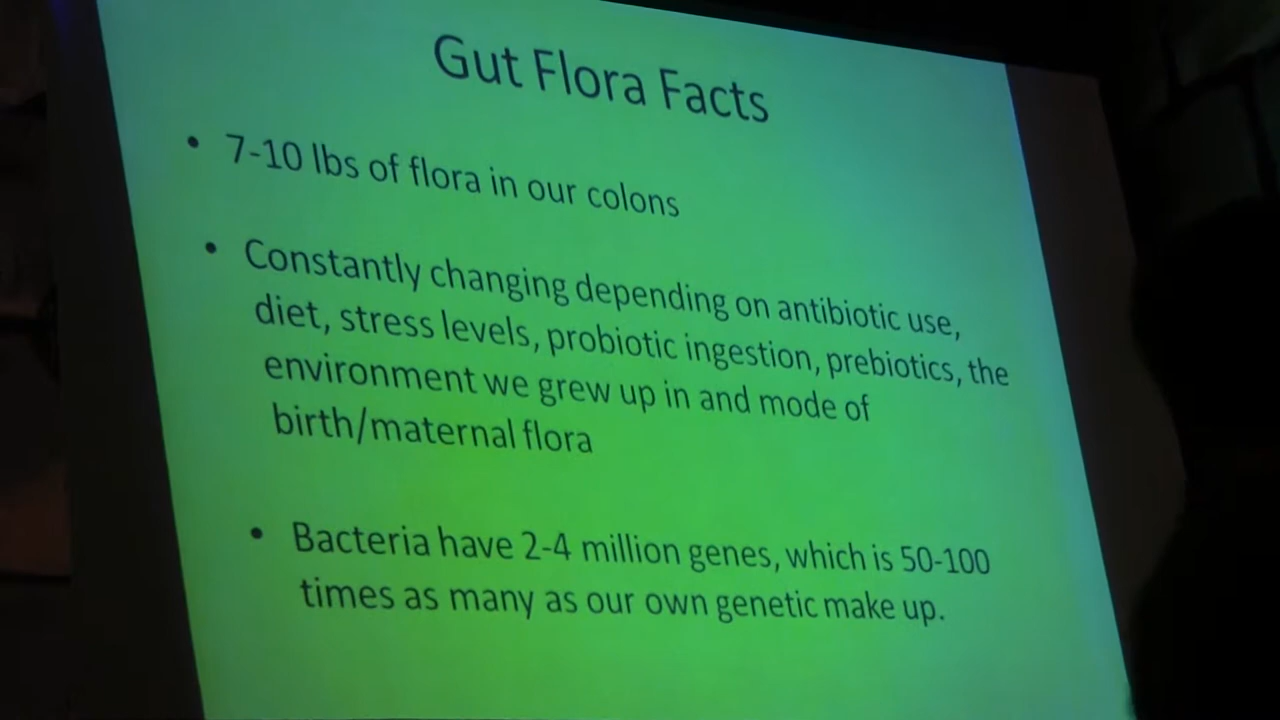 Gut Flora Facts
• 7-10 lbs of flora in our colons
• Constantly changing depending on antibiotic use,
diet, stress levels, probiotic ingestion, prebiotics, the
environment we grew up in and mode of
birth/maternal flora
• Bacteria have 2-4 million genes, which is 50-100
times as many as our own genetic make up.